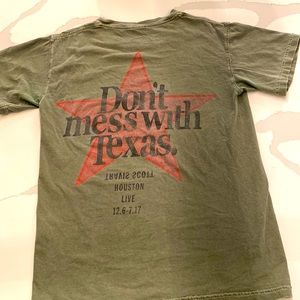 Don't
mess with
Texas.
TRAVIS SCOTT
HOUSTON
LIVE
12.6-7.17